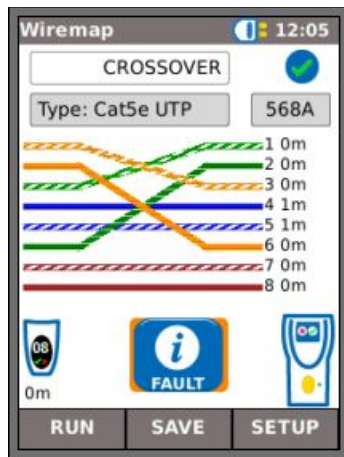 Wiremap 12:05
CROSSOVER
Type: Cat5e UTP 568A
1 0m
2 0m
3 0m
4 1m
5 1m
6 0m
7 0m
8 0m
08
i
0m
FAULT
RUN SAVE SETUP